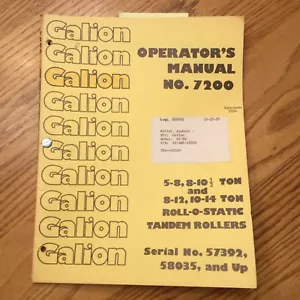 Galion
Galion
Galion
Galion
Galion
Galion
Galion
Galion
Galion
Galion
OPERATOR'S
MANUAL
NO. 7200
5-8, 8-10½ TON
and
8-12, 10-14 TON
ROLL-O-STATIC
TANDEM ROLLERS
Serial No. 57392,
58035, and Up